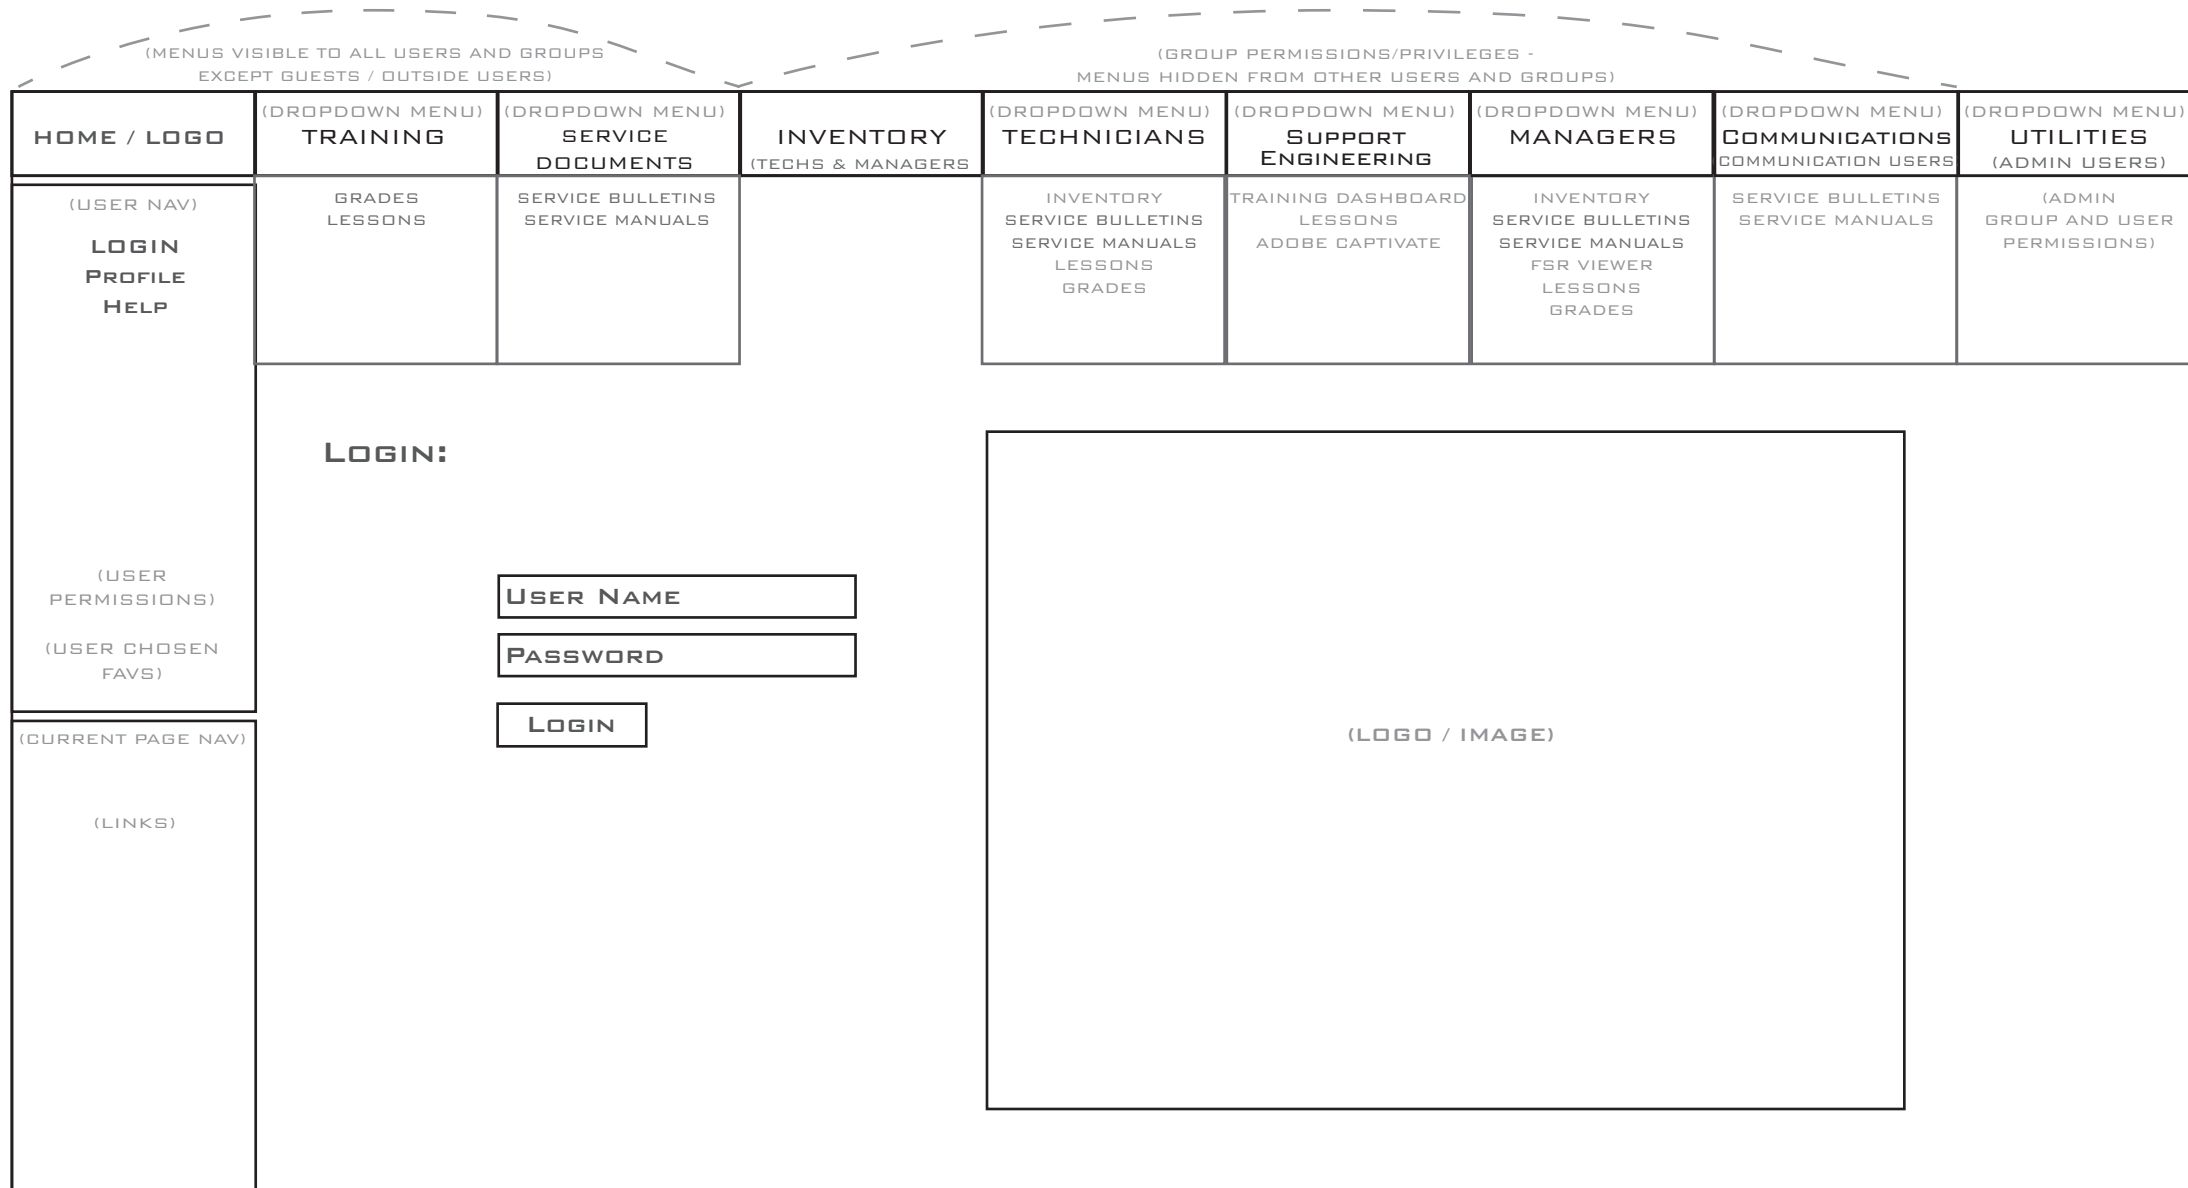 (MENUS VISIBLE TO ALL USERS AND GROUPS
EXCEPT GUESTS / OUTSIDE USERS)
(GROUP PERMISSIONS/PRIVILEGES -
MENUS HIDDEN FROM OTHER USERS AND GROUPS)
HOME / LOGO
(DROPDOWN MENU)
TRAINING
(DROPDOWN MENU)
SERVICE
DOCUMENTS
INVENTORY
(TECHS & MANAGERS
(DROPDOWN MENU)
TECHNICIANS
(DROPDOWN MENU)
Support
Engineering
(DROPDOWN MENU)
MANAGERS
(DROPDOWN MENU)
Communications
COMMUNICATION USERS
(DROPDOWN MENU)
UTILITIES
(ADMIN USERS)
GRADES
LESSONS
SERVICE BULLETINS
SERVICE MANUALS
INVENTORY
SERVICE BULLETINS
SERVICE MANUALS
LESSONS
GRADES
TRAINING DASHBOARD
LESSONS
ADOBE CAPTIVATE
INVENTORY
SERVICE BULLETINS
SERVICE MANUALS
FSR VIEWER
LESSONS
GRADES
SERVICE BULLETINS
SERVICE MANUALS
(ADMIN
GROUP AND USER
PERMISSIONS)
(USER NAV)
LOGIN
Profile
Help
(USER
PERMISSIONS)
(USER CHOSEN
FAVS)
(CURRENT PAGE NAV)
(LINKS)
Login:
User Name
Password
Login
(LOGO / IMAGE)